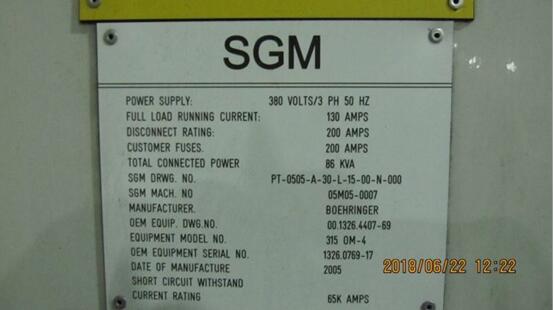 SGM
POWER SUPPLY: 380 VOLTS/3 PH 50 HZ
FULL LOAD RUNNING CURRENT: 130 AMPS
DISCONNECT RATING: 200 AMPS
CUSTOMER FUSES. 200 AMPS
TOTAL CONNECTED POWER 86 KVA
SGM DRWG. NO. PT-0505-A-30-L-15-00-N-000
SGM MACH. NO 05M05-0007
MANUFACTURER. BOEHRINGER
OEM EQUIP. DWG.NO. 00.1326.4407-69
EQUIPMENT MODEL NO. 315 OM-4
OEM EQUIPMENT SERIAL NO. 1326.0769-17
DATE OF MANUFACTURE 2005
SHORT CIRCUIT WITHSTAND
CURRENT RATING 65K AMPS
2018/06/22 12:22